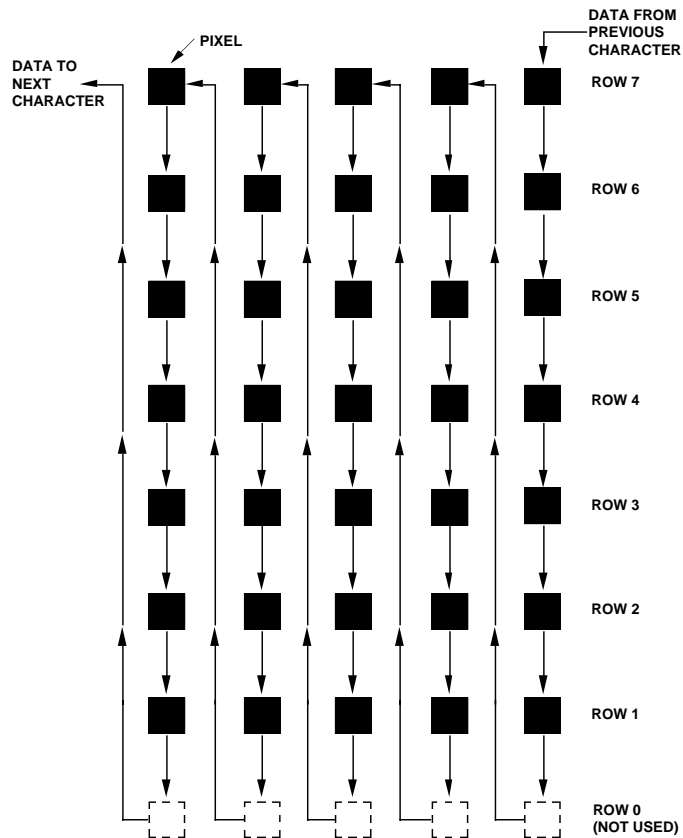 DATA FROM
PREVIOUS
CHARACTER
PIXEL
DATA TO
NEXT
CHARACTER
ROW 7
ROW 6
ROW 5
ROW 4
ROW 3
ROW 2
ROW 1
ROW 0
(NOT USED)